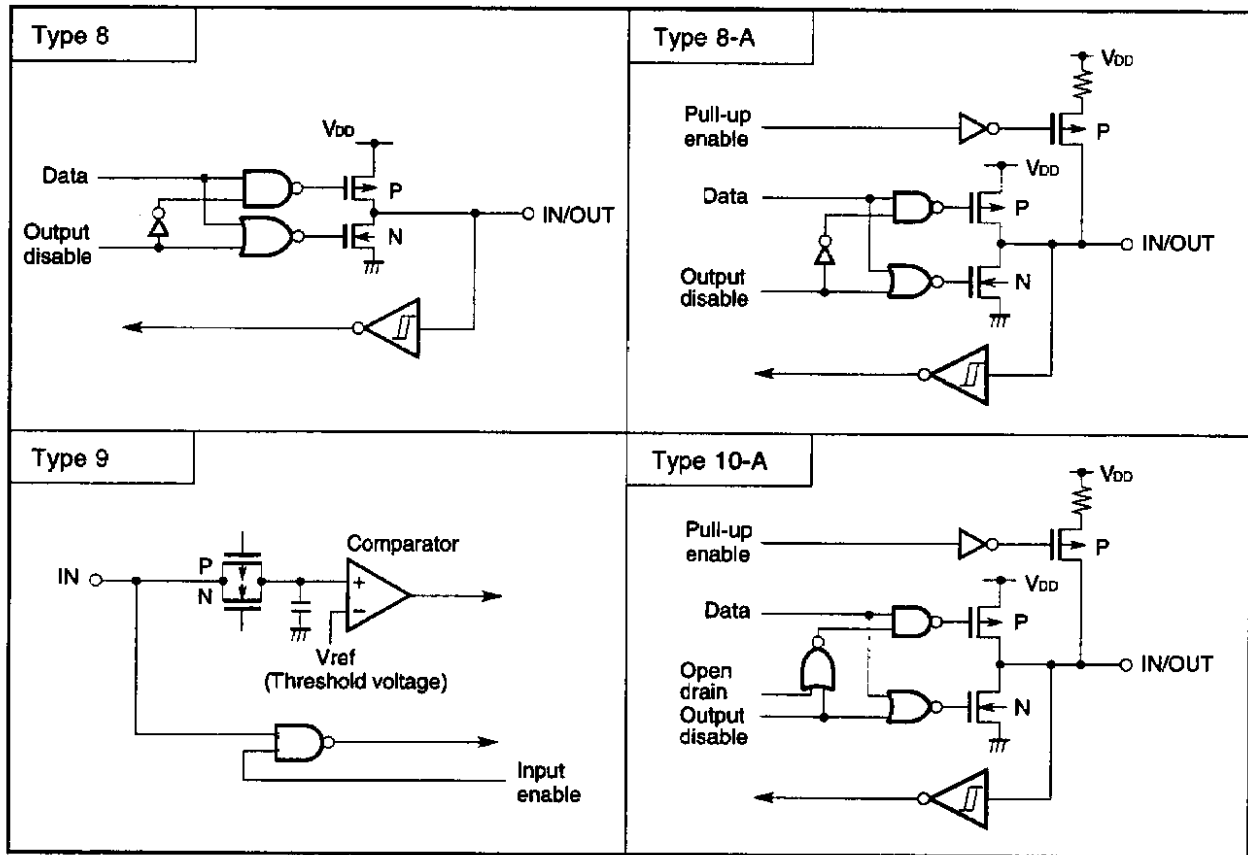 Type 8
VDD
Data
P
IN/OUT
Output
disable
N
Type 8-A
VDD
Pull-up
enable
P
VDD
Data
P
IN/OUT
Output
disable
N
Type 9
Comparator
P
IN
N
+
−
Vref
(Threshold voltage)
Input
enable
Type 10-A
VDD
Pull-up
enable
P
VDD
Data
P
Open
drain
IN/OUT
Output
disable
N